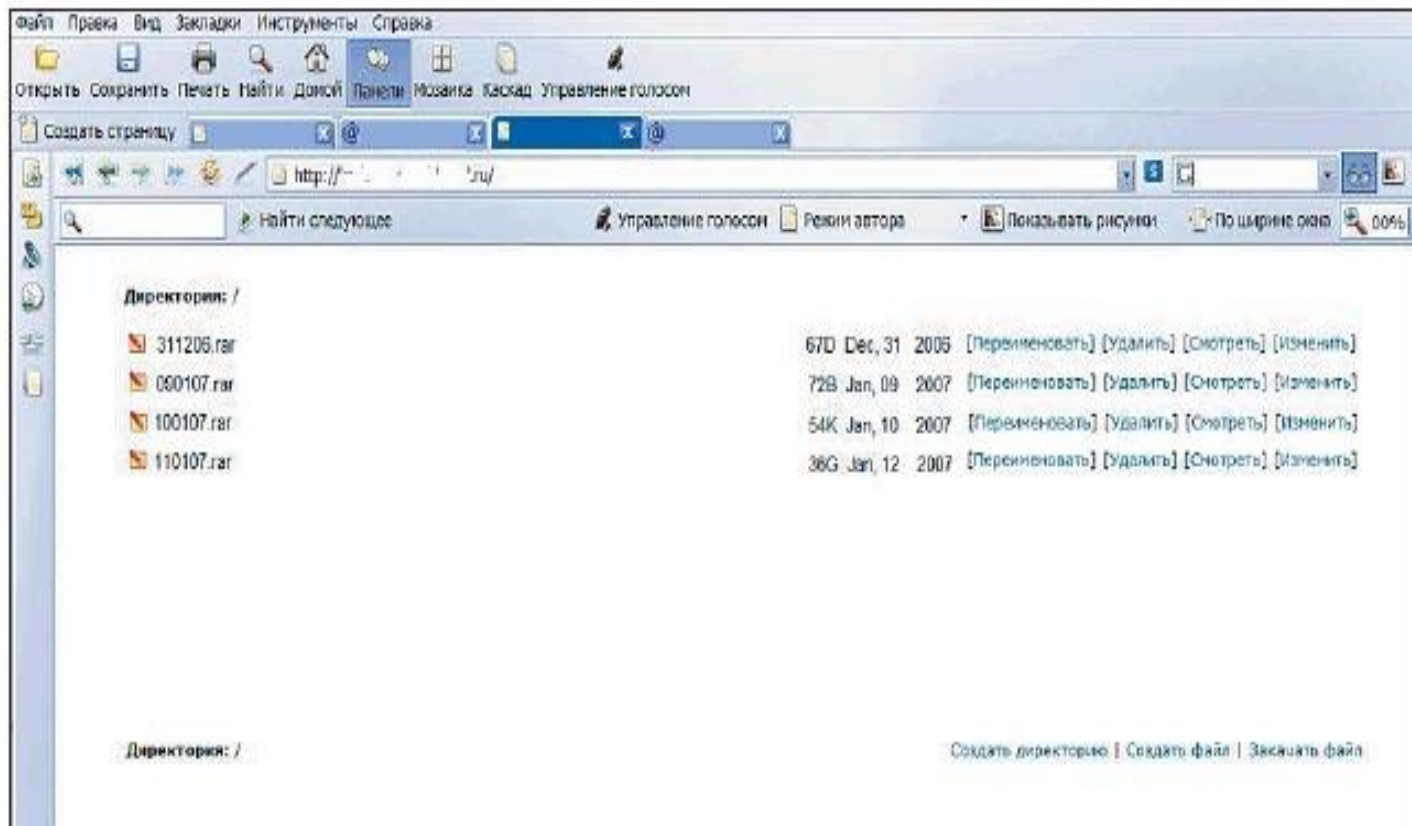 Файл Правка Вид Закладки Инструменты Справка
Открыть Сохранить Печать Найти Домой Панели Мозаика Каскад Управление голосом
Создать страницу @ @
http:// .ru/
Найти следующее Управление голосом Режим автора Показывать рисунки По ширине окна 00%
Директория: /
311206.rar 67D Dec, 31 2006 [Переименовать] [Удалить] [Смотреть] [Изменить]
090107.rar 72B Jan, 09 2007 [Переименовать] [Удалить] [Смотреть] [Изменить]
100107.rar 54K Jan, 10 2007 [Переименовать] [Удалить] [Смотреть] [Изменить]
110107.rar 36G Jan, 12 2007 [Переименовать] [Удалить] [Смотреть] [Изменить]
Директория: / Создать директорию | Создать файл | Закачать файл